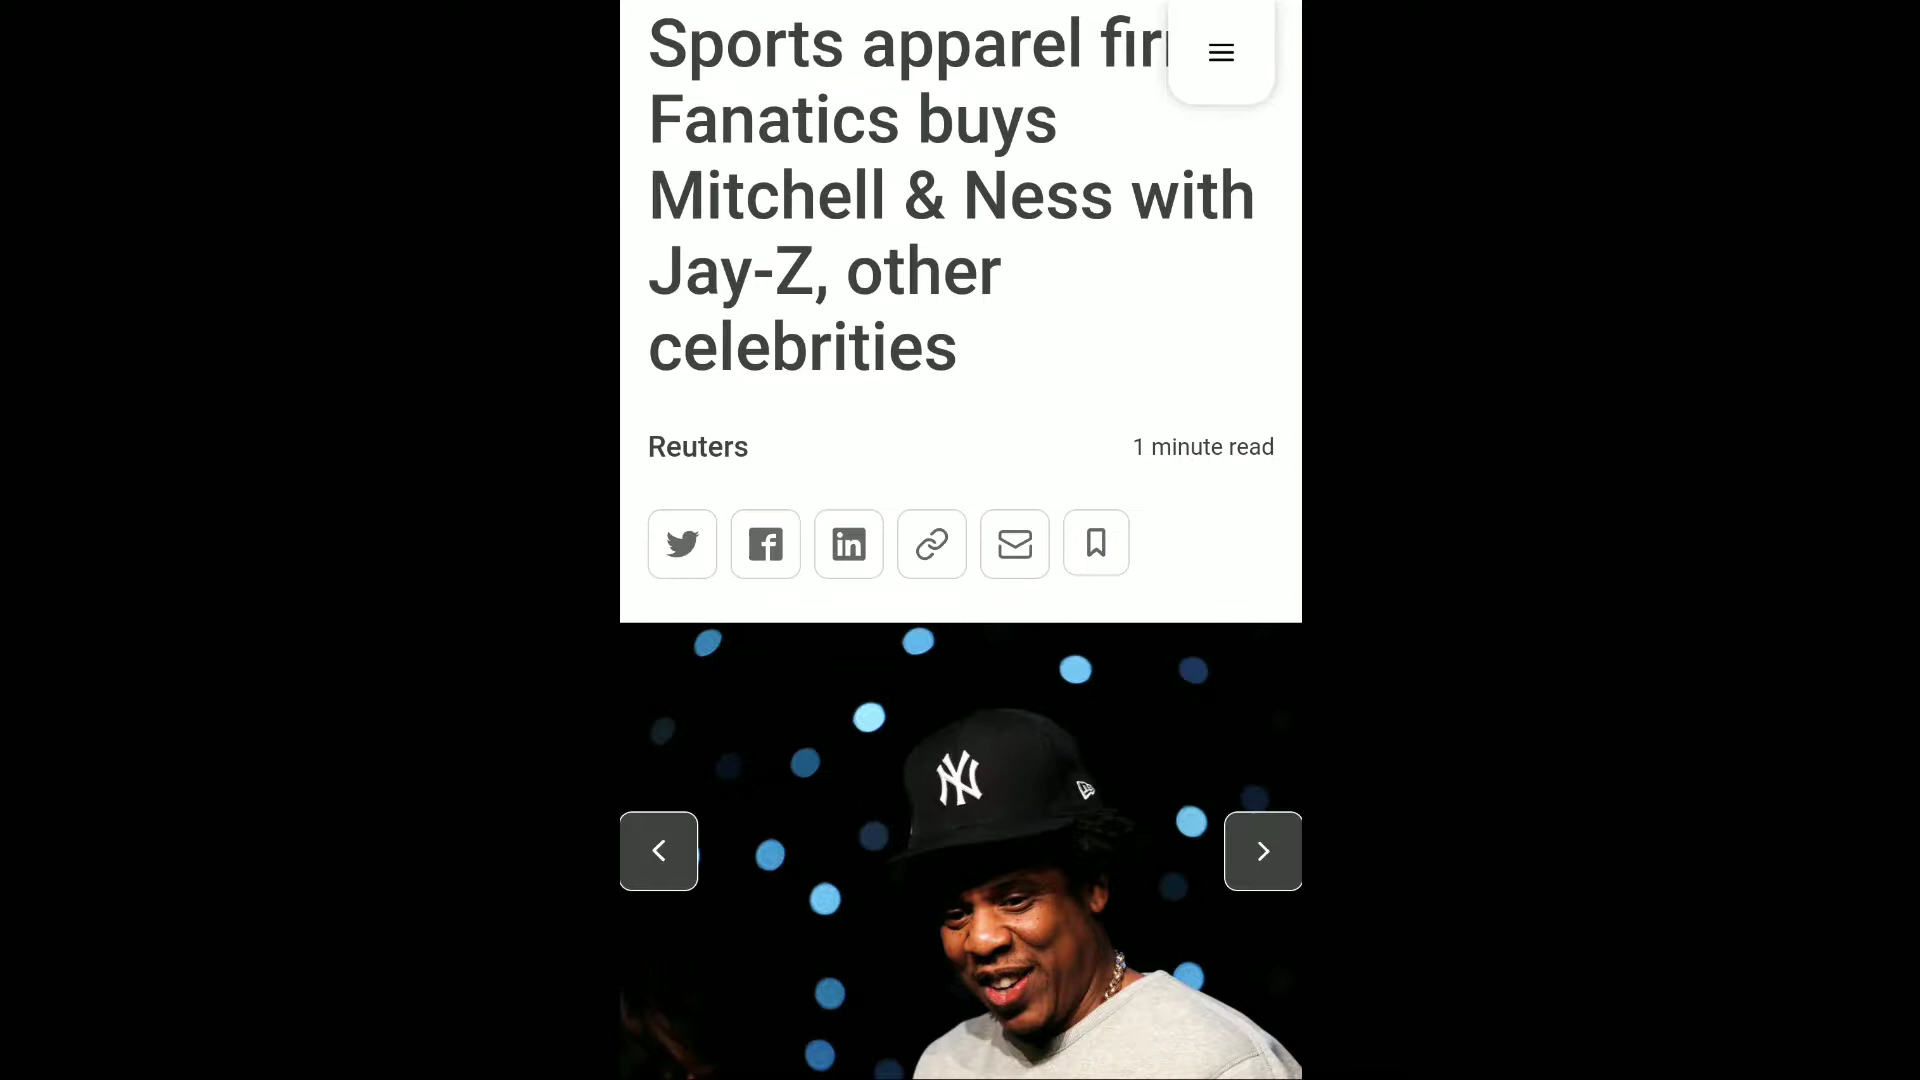 Sports apparel fir
Fanatics buys
Mitchell & Ness with
Jay-Z, other
celebrities
Reuters
1 minute read
NY